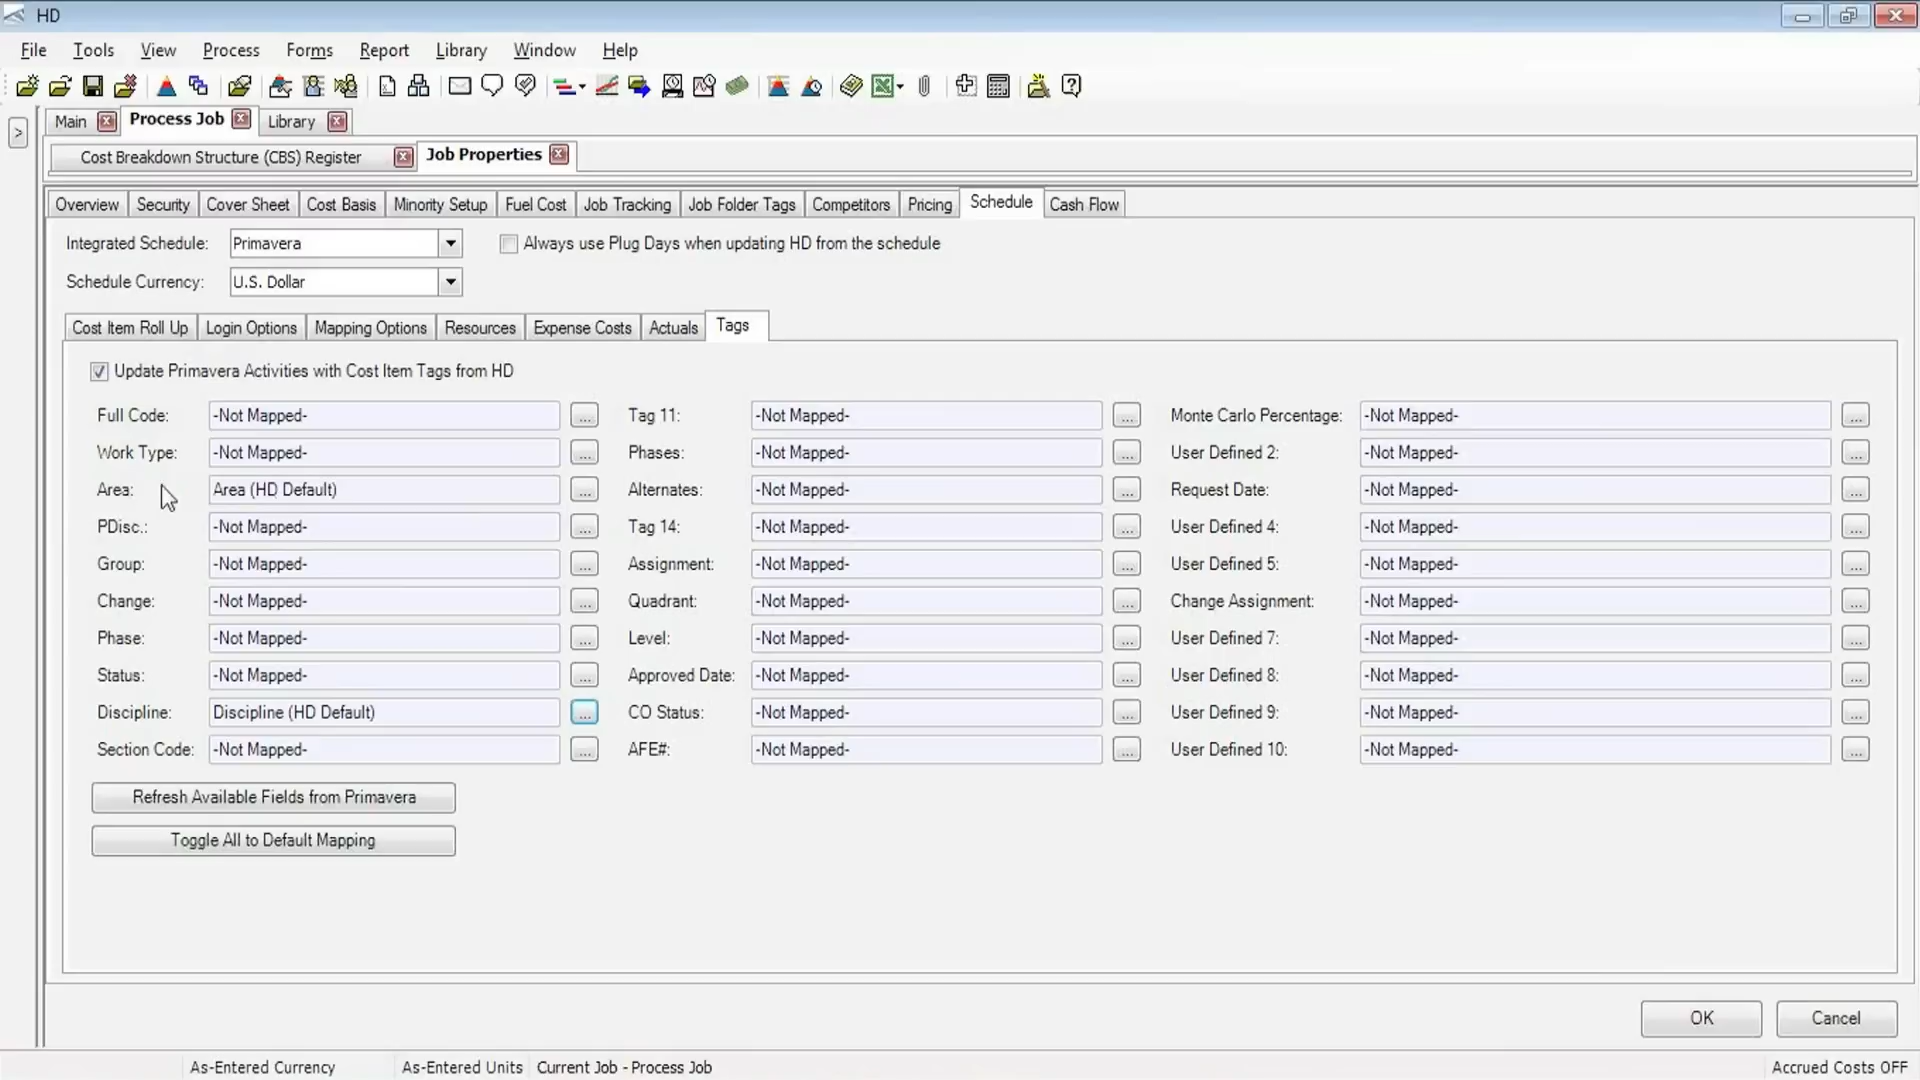 HD
File Tools View Process Forms Report Library Window Help
Main Process Job Library
Cost Breakdown Structure (CBS) Register Job Properties
Overview Security Cover Sheet Cost Basis Minority Setup Fuel Cost Job Tracking Job Folder Tags Competitors Pricing Schedule Cash Flow
Integrated Schedule: Primavera Always use Plug Days when updating HD from the schedule
Schedule Currency: U.S. Dollar
Cost Item Roll Up Login Options Mapping Options Resources Expense Costs Actuals Tags
Update Primavera Activities with Cost Item Tags from HD
Full Code: -Not Mapped- ... Tag 11: -Not Mapped- ... Monte Carlo Percentage: -Not Mapped- ...
Work Type: -Not Mapped- ... Phases: -Not Mapped- ... User Defined 2: -Not Mapped- ...
Area: Area (HD Default) ... Alternates: -Not Mapped- ... Request Date: -Not Mapped- ...
PDisc.: -Not Mapped- ... Tag 14: -Not Mapped- ... User Defined 4: -Not Mapped- ...
Group: -Not Mapped- ... Assignment: -Not Mapped- ... User Defined 5: -Not Mapped- ...
Change: -Not Mapped- ... Quadrant: -Not Mapped- ... Change Assignment: -Not Mapped- ...
Phase: -Not Mapped- ... Level: -Not Mapped- ... User Defined 7: -Not Mapped- ...
Status: -Not Mapped- ... Approved Date: -Not Mapped- ... User Defined 8: -Not Mapped- ...
Discipline: Discipline (HD Default) ... CO Status: -Not Mapped- ... User Defined 9: -Not Mapped- ...
Section Code: -Not Mapped- ... AFE#: -Not Mapped- ... User Defined 10: -Not Mapped- ...
Refresh Available Fields from Primavera
Toggle All to Default Mapping
OK Cancel
As-Entered Currency As-Entered Units Current Job - Process Job Accrued Costs OFF